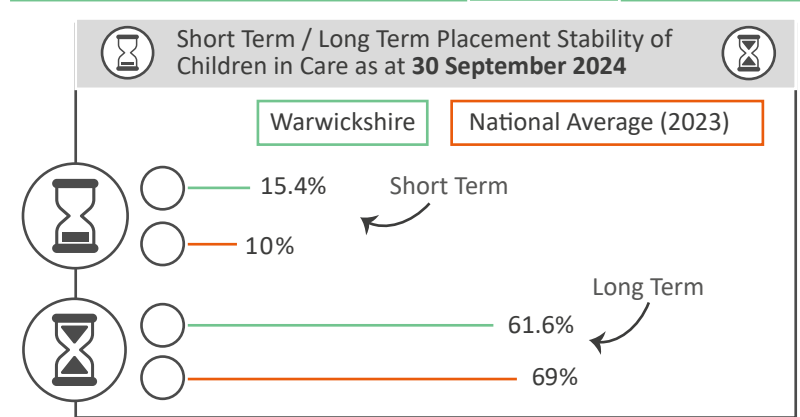 Short Term / Long Term Placement Stability of
Children in Care as at 30 September 2024
Warwickshire
National Average (2023)
15.4%
Short Term
10%
Long Term
61.6%
69%